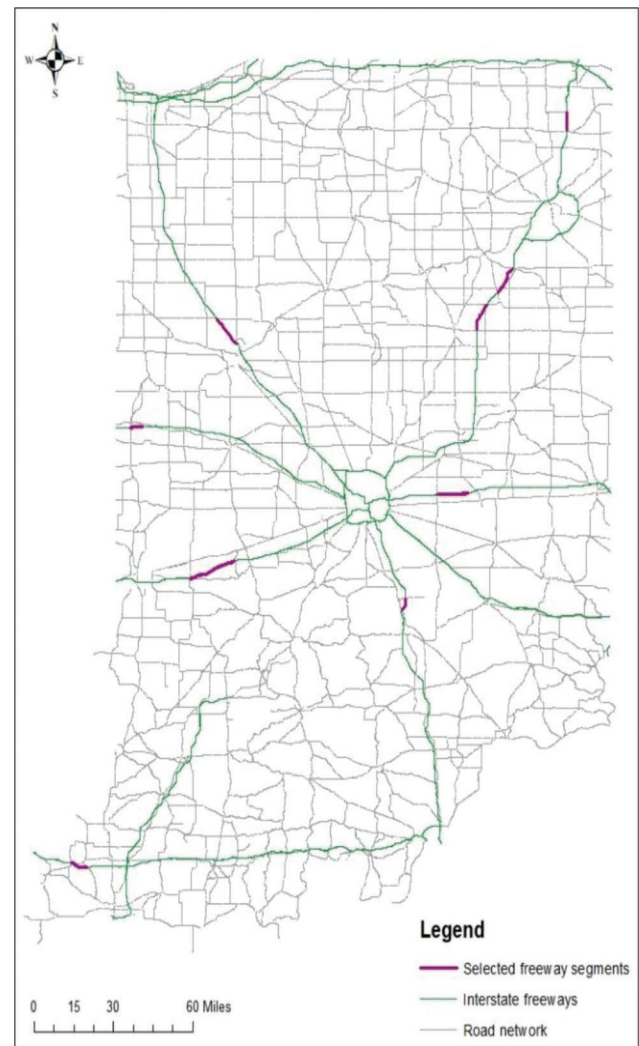 N
W E
S
Legend
Selected freeway segments
Interstate freeways
Road network
0 15 30 60 Miles